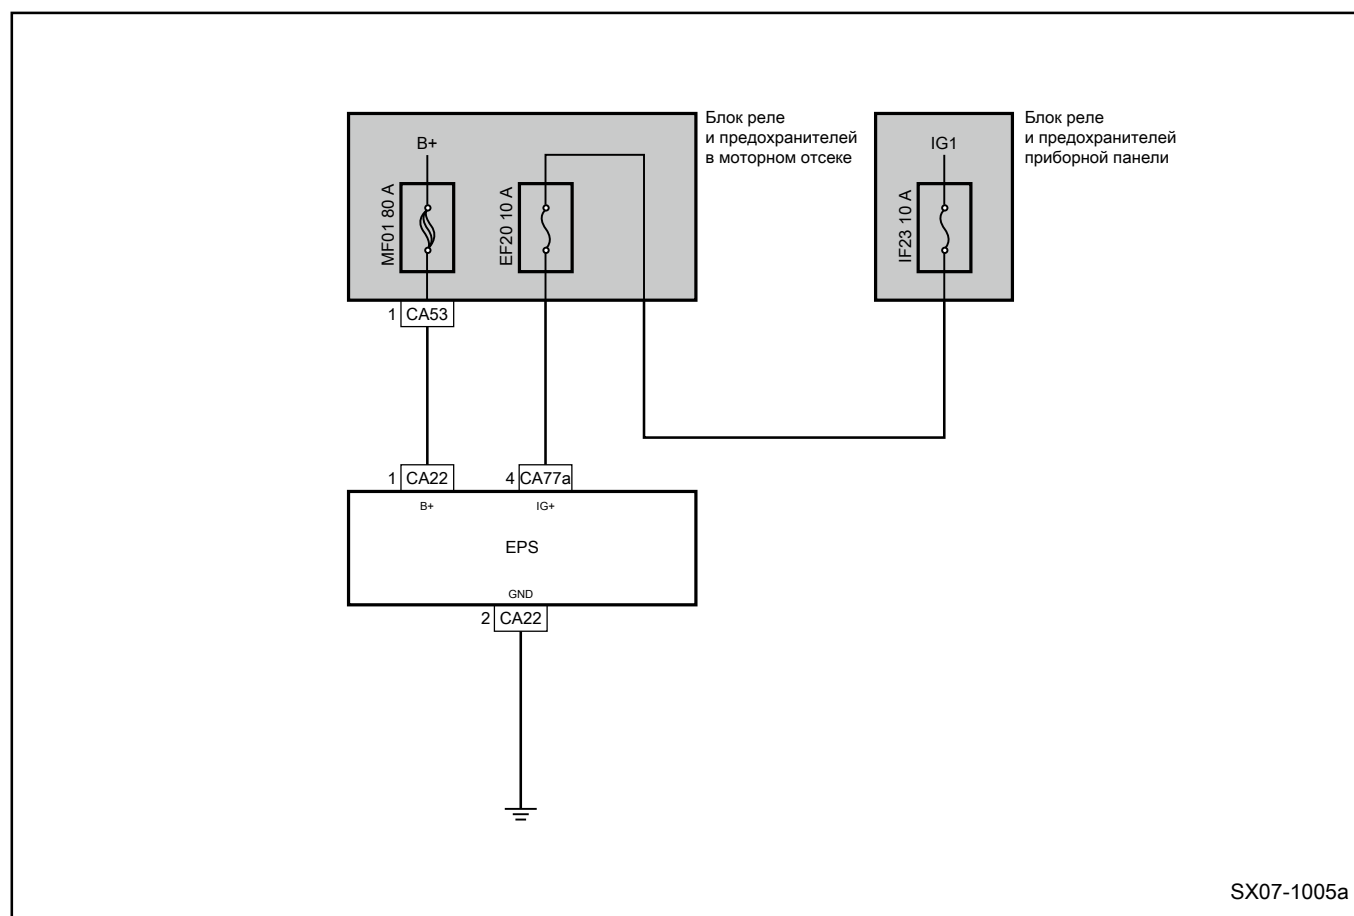 Блок реле
и предохранителей
в моторном отсеке
Блок реле
и предохранителей
приборной панели
B+
IG1
MF01 80 A
EF20 10 A
IF23 10 A
1 CA53
1 CA22
4 CA77a
B+
IG+
EPS
GND
2 CA22
SX07-1005a